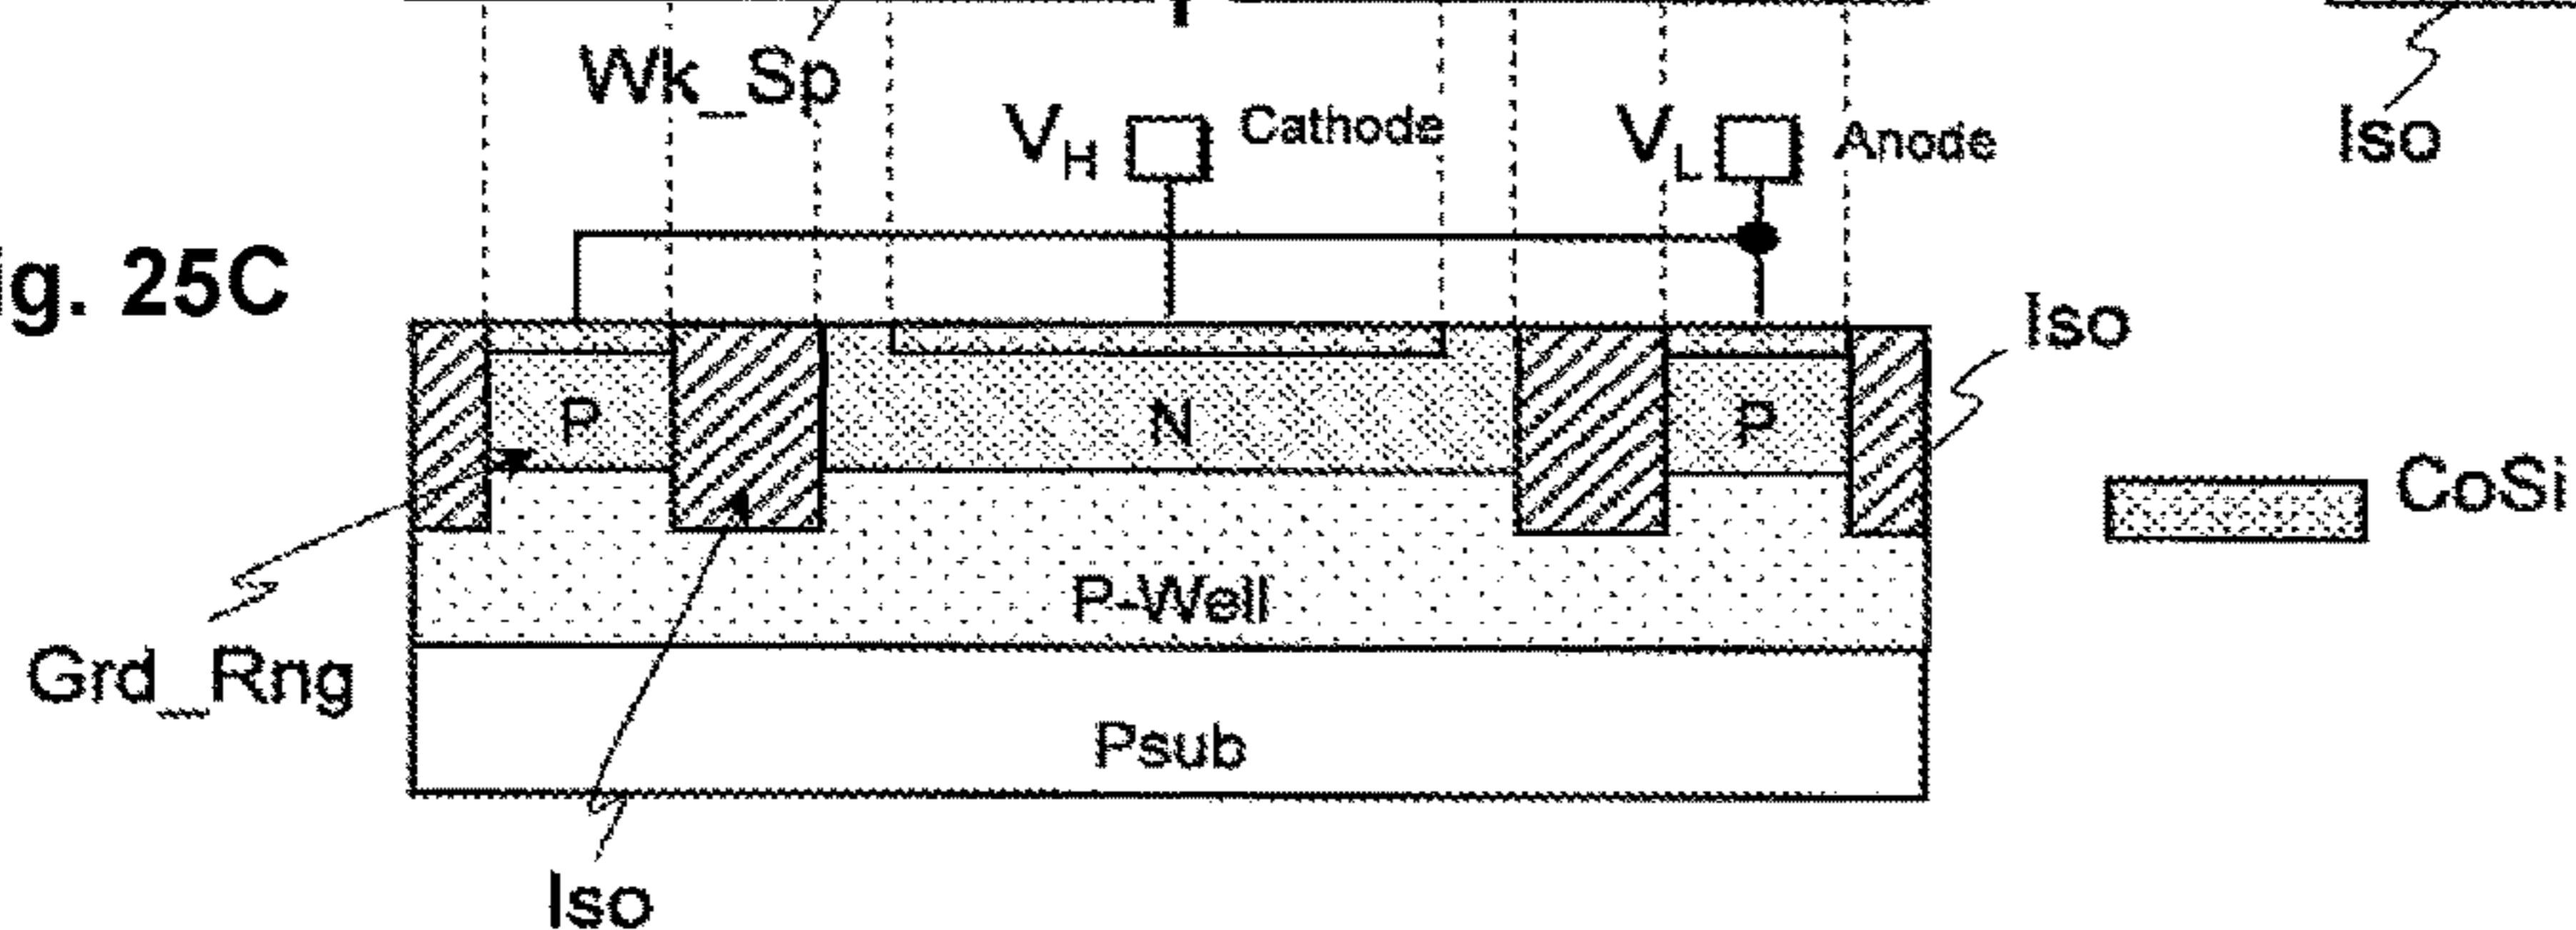 Wk_Sp
VH Cathode
VL Anode
Iso
ig. 25C
Iso
P
N
P
CoSi
P-Well
Grd_Rng
Psub
Iso